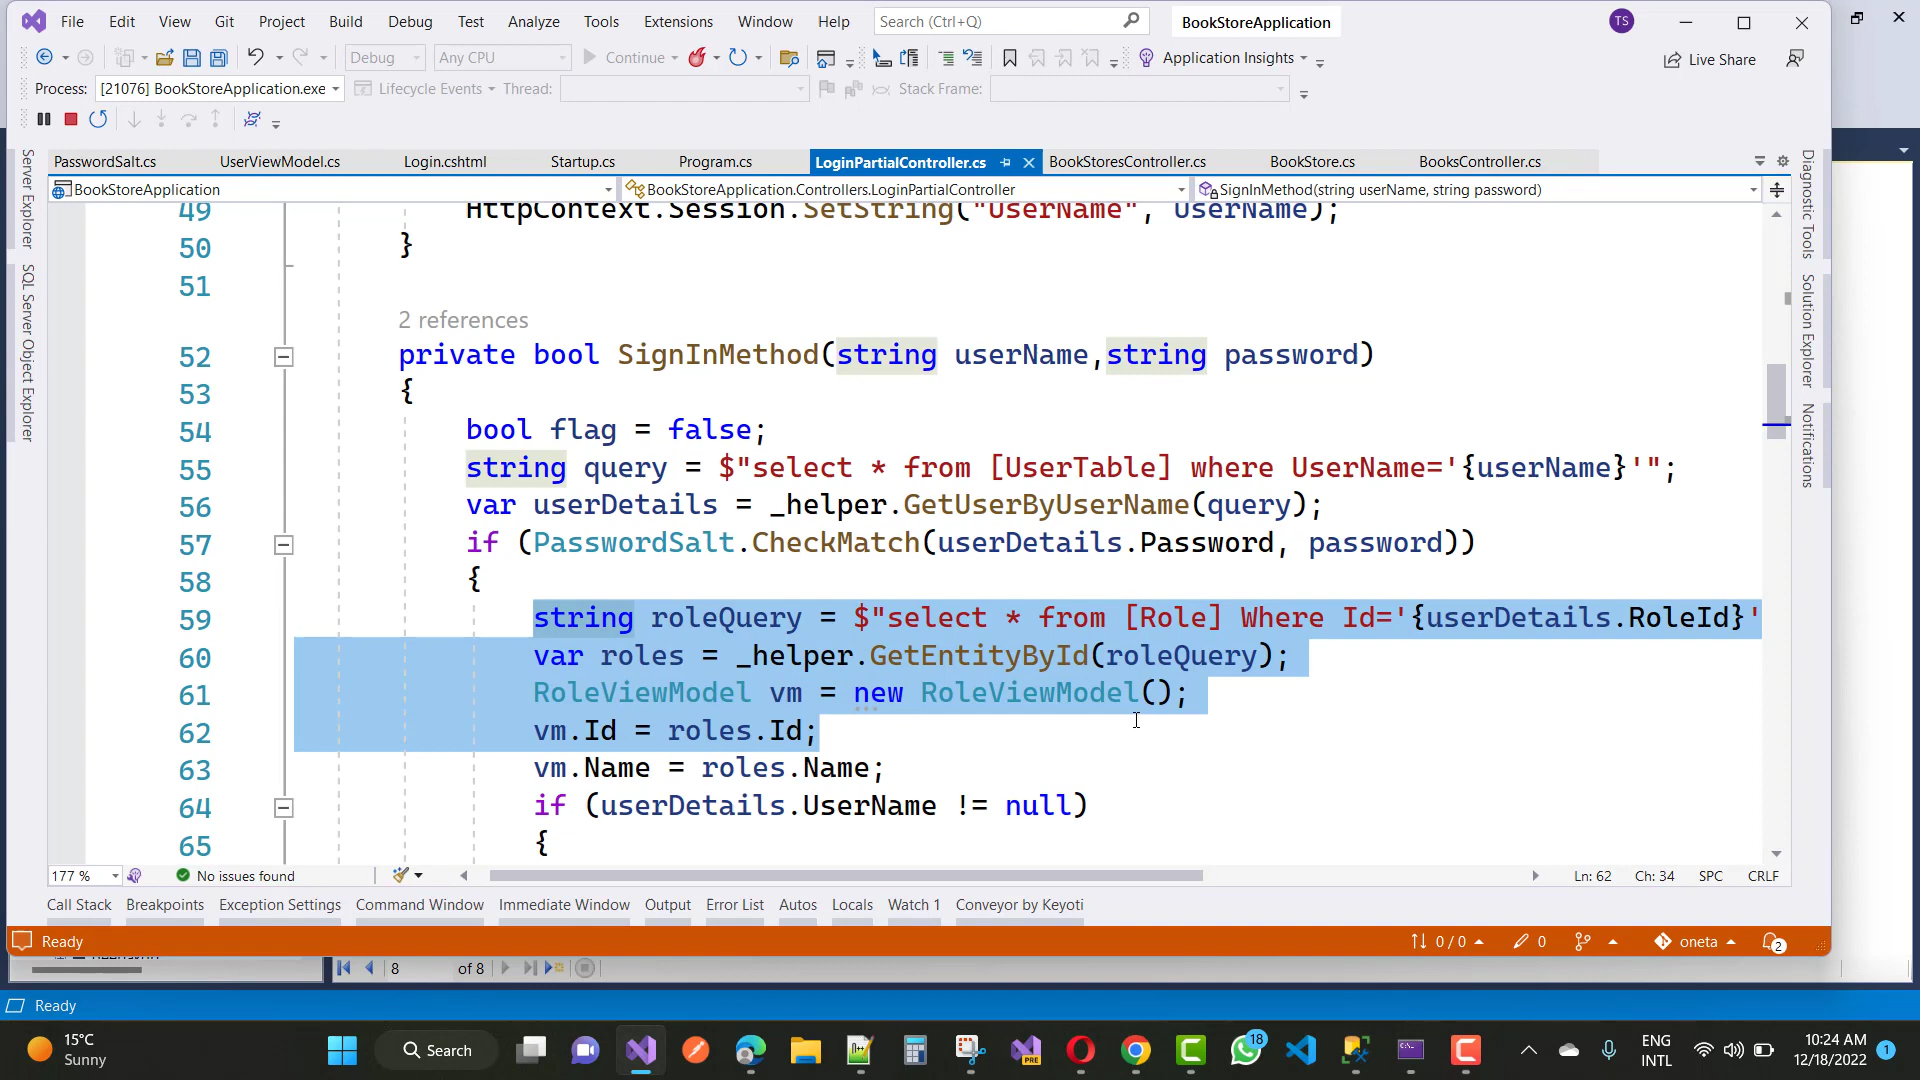 File Edit View Git Project Build Debug Test Analyze Tools Extensions Window Help Search (Ctrl+Q) BookStoreApplication TS
Debug Any CPU Continue Application Insights Live Share
Process: [21076] BookStoreApplication.exe Lifecycle Events Thread: Stack Frame:
PasswordSalt.cs UserViewModel.cs Login.cshtml Startup.cs Program.cs LoginPartialController.cs BookStoresController.cs BookStore.cs BooksController.cs
BookStoreApplication BookStoreApplication.Controllers.LoginPartialController SignInMethod(string userName, string password)
Server Explorer
SQL Server Object Explorer
49 HttpContext.Session.SetString("UserName", userName);
50 }
51
2 references
52 private bool SignInMethod(string userName,string password)
53 {
54 bool flag = false;
55 string query = $"select * from [UserTable] where UserName='{userName}'";
56 var userDetails = _helper.GetUserByUserName(query);
57 if (PasswordSalt.CheckMatch(userDetails.Password, password))
58 {
59 string roleQuery = $"select * from [Role] Where Id='{userDetails.RoleId}'
60 var roles = _helper.GetEntityById(roleQuery);
61 RoleViewModel vm = new RoleViewModel();
62 vm.Id = roles.Id;
63 vm.Name = roles.Name;
64 if (userDetails.UserName != null)
65 {
Diagnostic Tools
Solution Explorer
Notifications
177 % No issues found Ln: 62 Ch: 34 SPC CRLF
Call Stack Breakpoints Exception Settings Command Window Immediate Window Output Error List Autos Locals Watch 1 Conveyor by Keyoti
Ready 0 / 0 0 oneta 2
8 of 8
Ready
15°C
Sunny
Search PRE 18
ENG
INTL
10:24 AM
12/18/2022 1